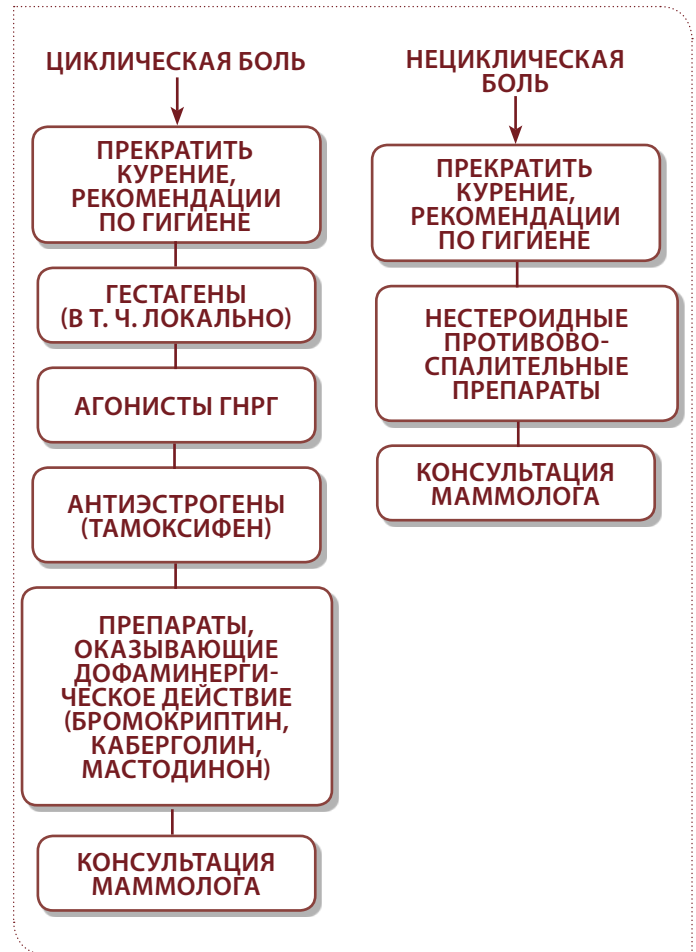 ЦИКЛИЧЕСКАЯ БОЛЬ
ПРЕКРАТИТЬ
КУРЕНИЕ,
РЕКОМЕНДАЦИИ
ПО ГИГИЕНЕ
ГЕСТАГЕНЫ
(В Т. Ч. ЛОКАЛЬНО)
АГОНИСТЫ ГНРГ
АНТИЭСТРОГЕНЫ
(ТАМОКСИФЕН)
ПРЕПАРАТЫ,
ОКАЗЫВАЮЩИЕ
ДОФАМИНЕРГИ-
ЧЕСКОЕ ДЕЙСТВИЕ
(БРОМОКРИПТИН,
КАБЕРГОЛИН,
МАСТОДИНОН)
КОНСУЛЬТАЦИЯ
МАММОЛОГА
НЕЦИКЛИЧЕСКАЯ
БОЛЬ
ПРЕКРАТИТЬ
КУРЕНИЕ,
РЕКОМЕНДАЦИИ
ПО ГИГИЕНЕ
НЕСТЕРОИДНЫЕ
ПРОТИВОВО-
СПАЛИТЕЛЬНЫЕ
ПРЕПАРАТЫ
КОНСУЛЬТАЦИЯ
МАММОЛОГА